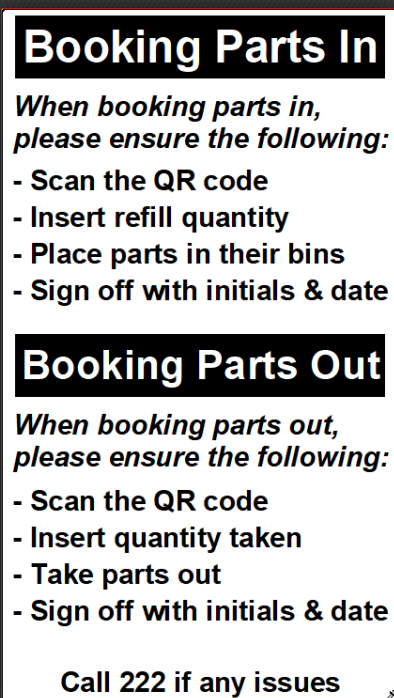 Booking Parts In
When booking parts in,
please ensure the following:
- Scan the QR code
- Insert refill quantity
- Place parts in their bins
- Sign off with initials & date
Booking Parts Out
When booking parts out,
please ensure the following:
- Scan the QR code
- Insert quantity taken
- Take parts out
- Sign off with initials & date
Call 222 if any issues